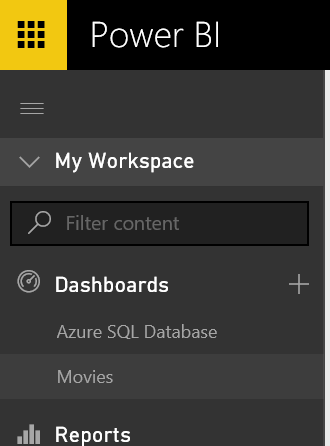 Power BI
My Workspace
Filter content
Dashboards
Azure SQL Database
Movies
Reports